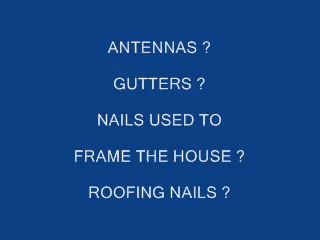 ANTENNAS ?
GUTTERS ?
NAILS USED TO
FRAME THE HOUSE ?
ROOFING NAILS ?